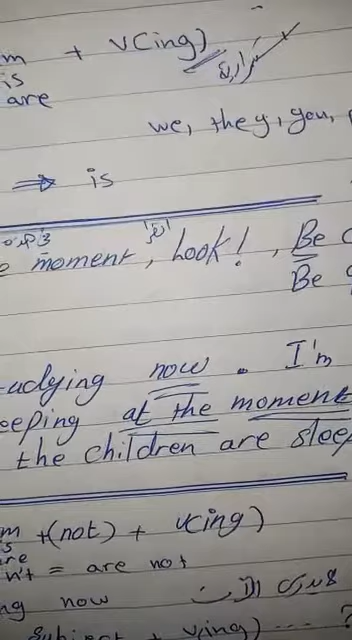 m + V(ing)
is
are
we, they, you,
⇒ is
e moment, Look!, Be c
Be
udying now. I'm
eeping at the moment
the children are sleep
m +(not) + v(ing)
s
are
n't = are not
ng now
Subject + v(ing) .... ?